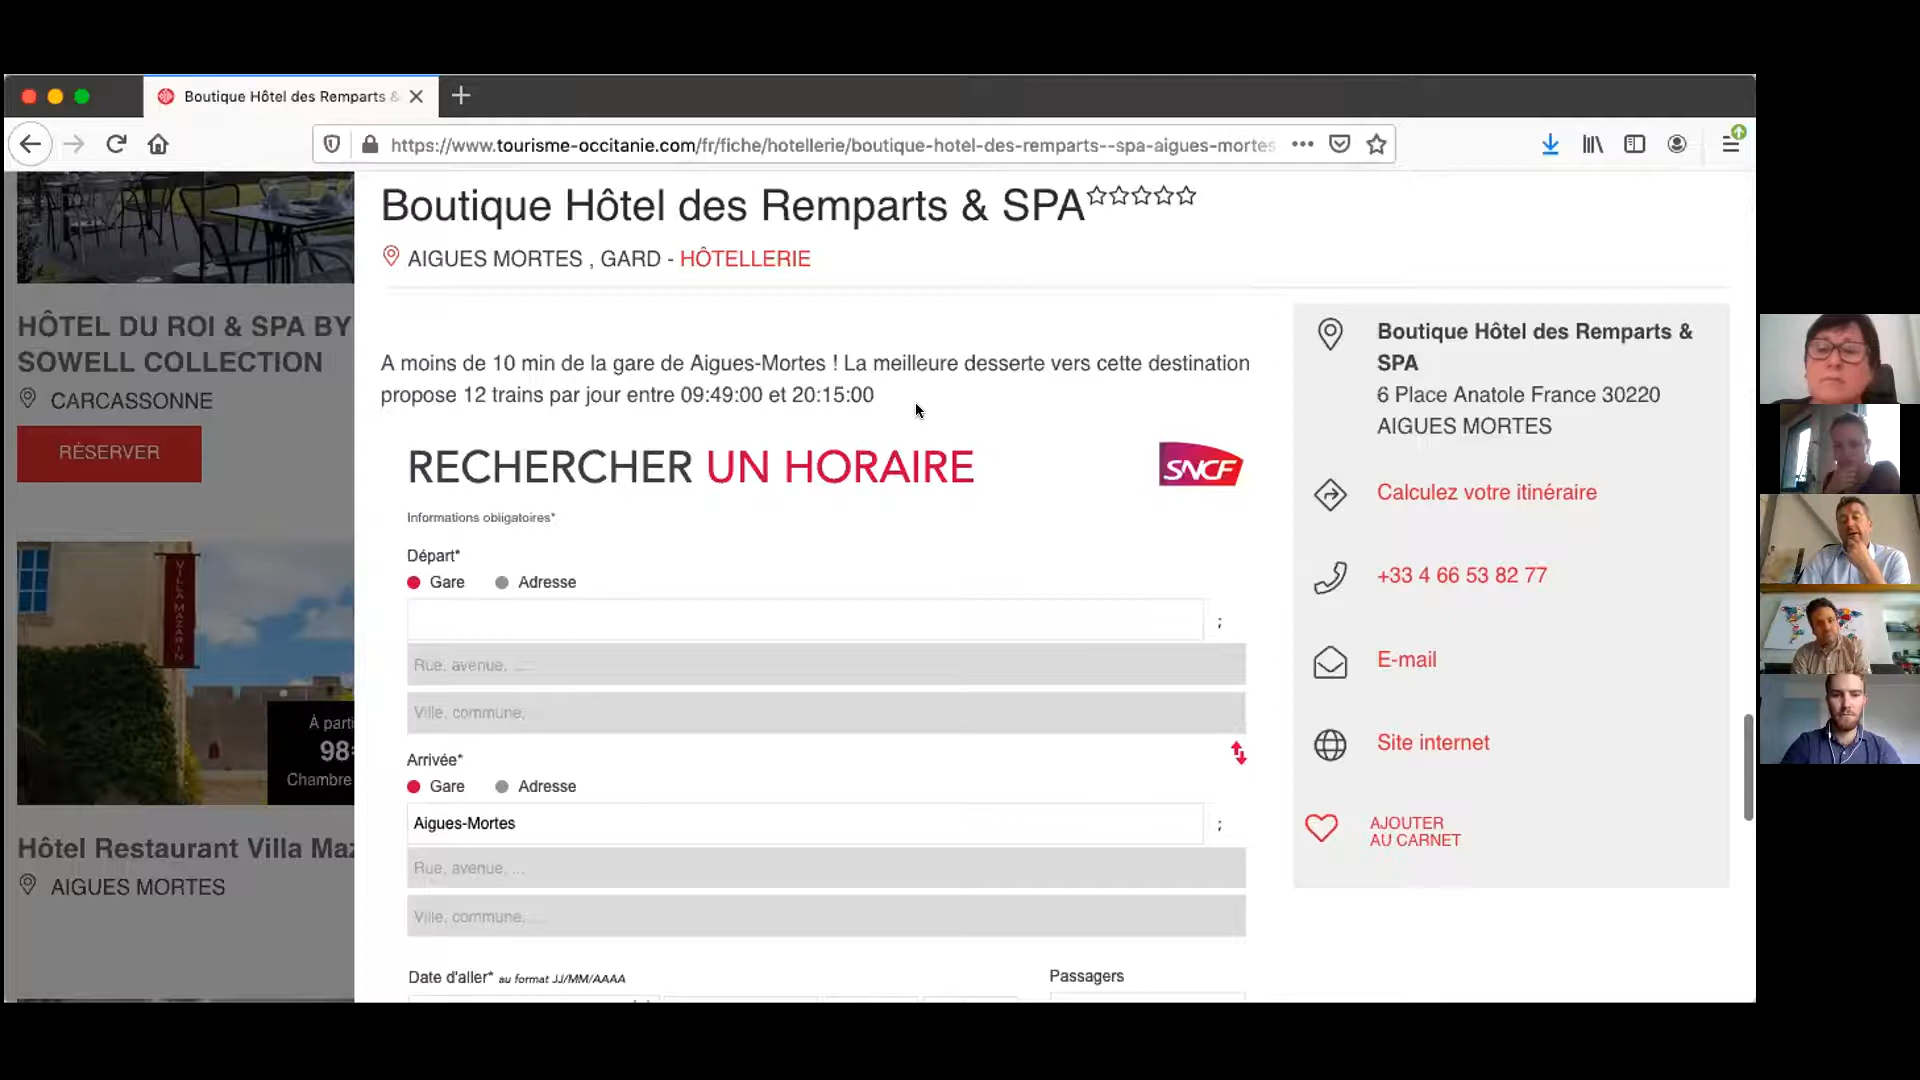 Boutique Hôtel des Remparts &
https://www.tourisme-occitanie.com/fr/fiche/hotellerie/boutique-hotel-des-remparts--spa-aigues-mortes
HÔTEL DU ROI & SPA BY
SOWELL COLLECTION
CARCASSONNE
RÉSERVER
VILLA MAZARIN
À parti
98
Chambre
Hôtel Restaurant Villa Maz
AIGUES MORTES
Boutique Hôtel des Remparts & SPA
AIGUES MORTES , GARD - HÔTELLERIE
A moins de 10 min de la gare de Aigues-Mortes ! La meilleure desserte vers cette destination
propose 12 trains par jour entre 09:49:00 et 20:15:00
RECHERCHER UN HORAIRE
SNCF
Informations obligatoires*
Départ*
Gare Adresse
;
Rue, avenue, ...
Ville, commune, ...
Arrivée*
Gare Adresse
Aigues-Mortes ;
Rue, avenue, ...
Ville, commune, ...
Date d'aller* au format JJ/MM/AAAA
Passagers
Boutique Hôtel des Remparts &
SPA
6 Place Anatole France 30220
AIGUES MORTES
Calculez votre itinéraire
+33 4 66 53 82 77
E-mail
Site internet
AJOUTER
AU CARNET